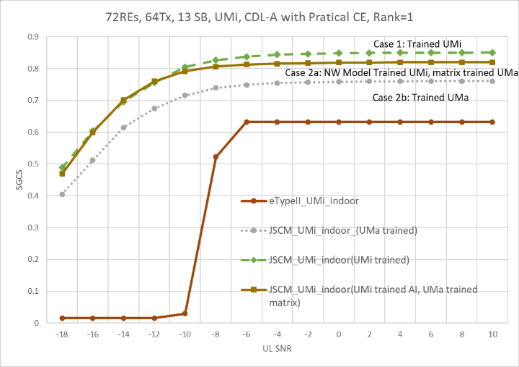 72REs, 64Tx, 13 SB, UMi, CDL-A with Pratical CE, Rank=1
0.9
0.8
0.7
0.6
0.5
0.4
0.3
0.2
0.1
0
SGCS
Case 1: Trained UMi
Case 2a: NW Model Trained UMi, matrix trained UMa
Case 2b: Trained UMa
eTypeII_UMi_indoor
JSCM_UMi_indoor_(UMa trained)
JSCM_UMi_indoor(UMi trained)
JSCM_UMi_indoor(UMi trained AI, UMa trained
matrix)
-18 -16 -14 -12 -10 -8 -6 -4 -2 0 2 4 6 8 10
UL SNR